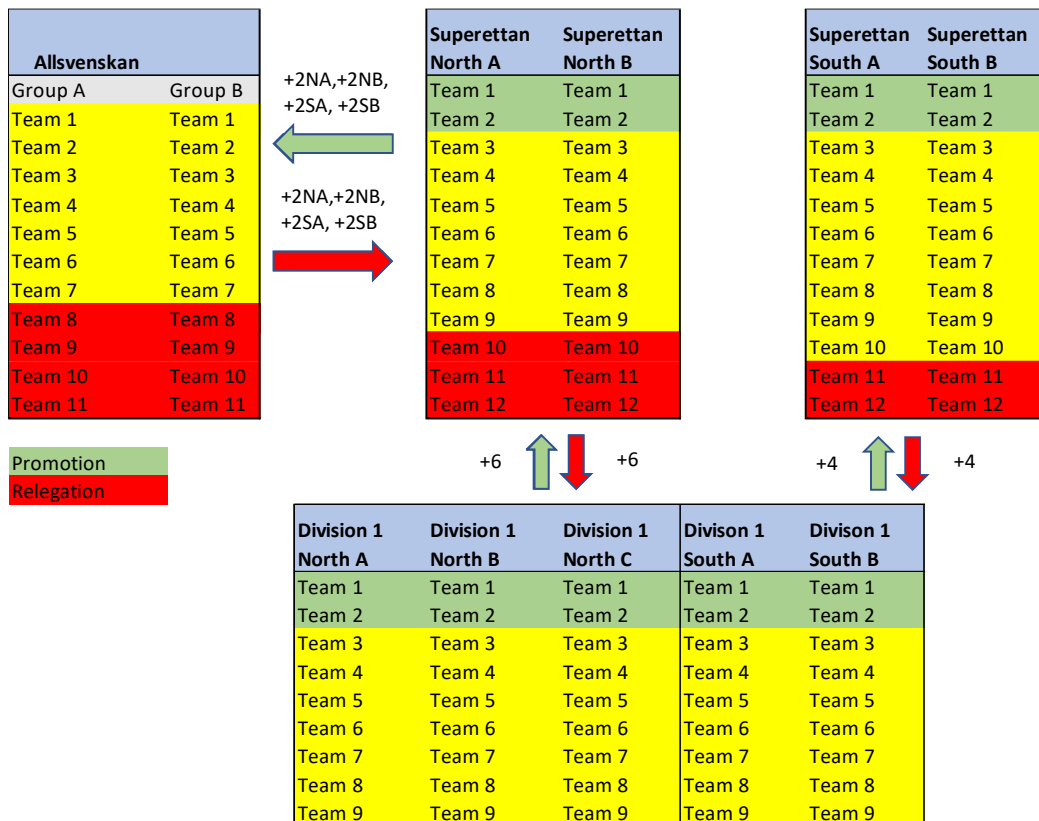 Allsvenskan
Group A Group B
Team 1 Team 1
Team 2 Team 2
Team 3 Team 3
Team 4 Team 4
Team 5 Team 5
Team 6 Team 6
Team 7 Team 7
Team 8 Team 8
Team 9 Team 9
Team 10 Team 10
Team 11 Team 11
+2NA,+2NB,
+2SA, +2SB
+2NA,+2NB,
+2SA, +2SB
Superettan Superettan
North A North B
Team 1 Team 1
Team 2 Team 2
Team 3 Team 3
Team 4 Team 4
Team 5 Team 5
Team 6 Team 6
Team 7 Team 7
Team 8 Team 8
Team 9 Team 9
Team 10 Team 10
Team 11 Team 11
Team 12 Team 12
Superettan Superettan
South A South B
Team 1 Team 1
Team 2 Team 2
Team 3 Team 3
Team 4 Team 4
Team 5 Team 5
Team 6 Team 6
Team 7 Team 7
Team 8 Team 8
Team 9 Team 9
Team 10 Team 10
Team 11 Team 11
Team 12 Team 12
Promotion
Relegation
+6 +6
+4 +4
Division 1 Division 1 Division 1 Divison 1 Divison 1
North A North B North C South A South B
Team 1 Team 1 Team 1 Team 1 Team 1
Team 2 Team 2 Team 2 Team 2 Team 2
Team 3 Team 3 Team 3 Team 3 Team 3
Team 4 Team 4 Team 4 Team 4 Team 4
Team 5 Team 5 Team 5 Team 5 Team 5
Team 6 Team 6 Team 6 Team 6 Team 6
Team 7 Team 7 Team 7 Team 7 Team 7
Team 8 Team 8 Team 8 Team 8 Team 8
Team 9 Team 9 Team 9 Team 9 Team 9